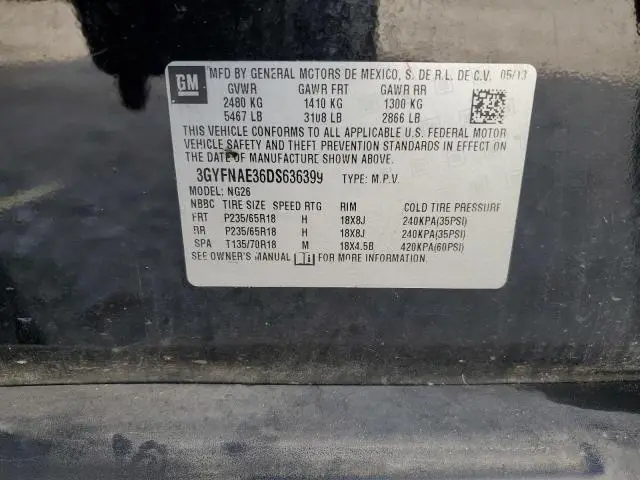 GM
MFD BY GENERAL MOTORS DE MEXICO, S. DE R.L. DE C.V. 05/13
GVWR GAWR FRT GAWR RR
2480 KG 1410 KG 1300 KG
5467 LB 3108 LB 2866 LB
THIS VEHICLE CONFORMS TO ALL APPLICABLE U.S. FEDERAL MOTOR
VEHICLE SAFETY AND THEFT PREVENTION STANDARDS IN EFFECT ON
THE DATE OF MANUFACTURE SHOWN ABOVE.
3GYFNAE36DS636399 TYPE: M.P.V.
MODEL: NG26
NBBC TIRE SIZE SPEED RTG RIM COLD TIRE PRESSURE
FRT P235/65R18 H 18X8J 240KPA(35PSI)
RR P235/65R18 H 18X8J 240KPA(35PSI)
SPA T135/70R18 M 18X4.5B 420KPA(60PSI)
SEE OWNER'S MANUAL FOR MORE INFORMATION.